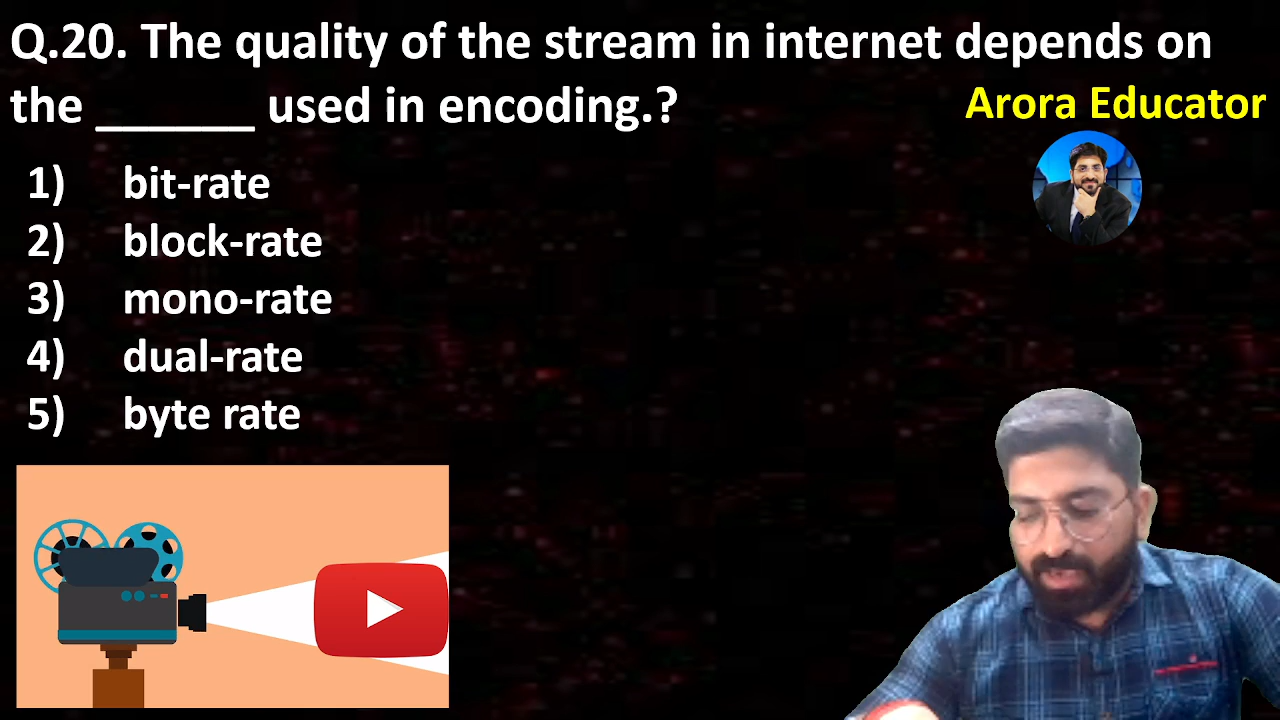 Q.20. The quality of the stream in internet depends on
the ______ used in encoding.?
Arora Educator
1) bit-rate
2) block-rate
3) mono-rate
4) dual-rate
5) byte rate